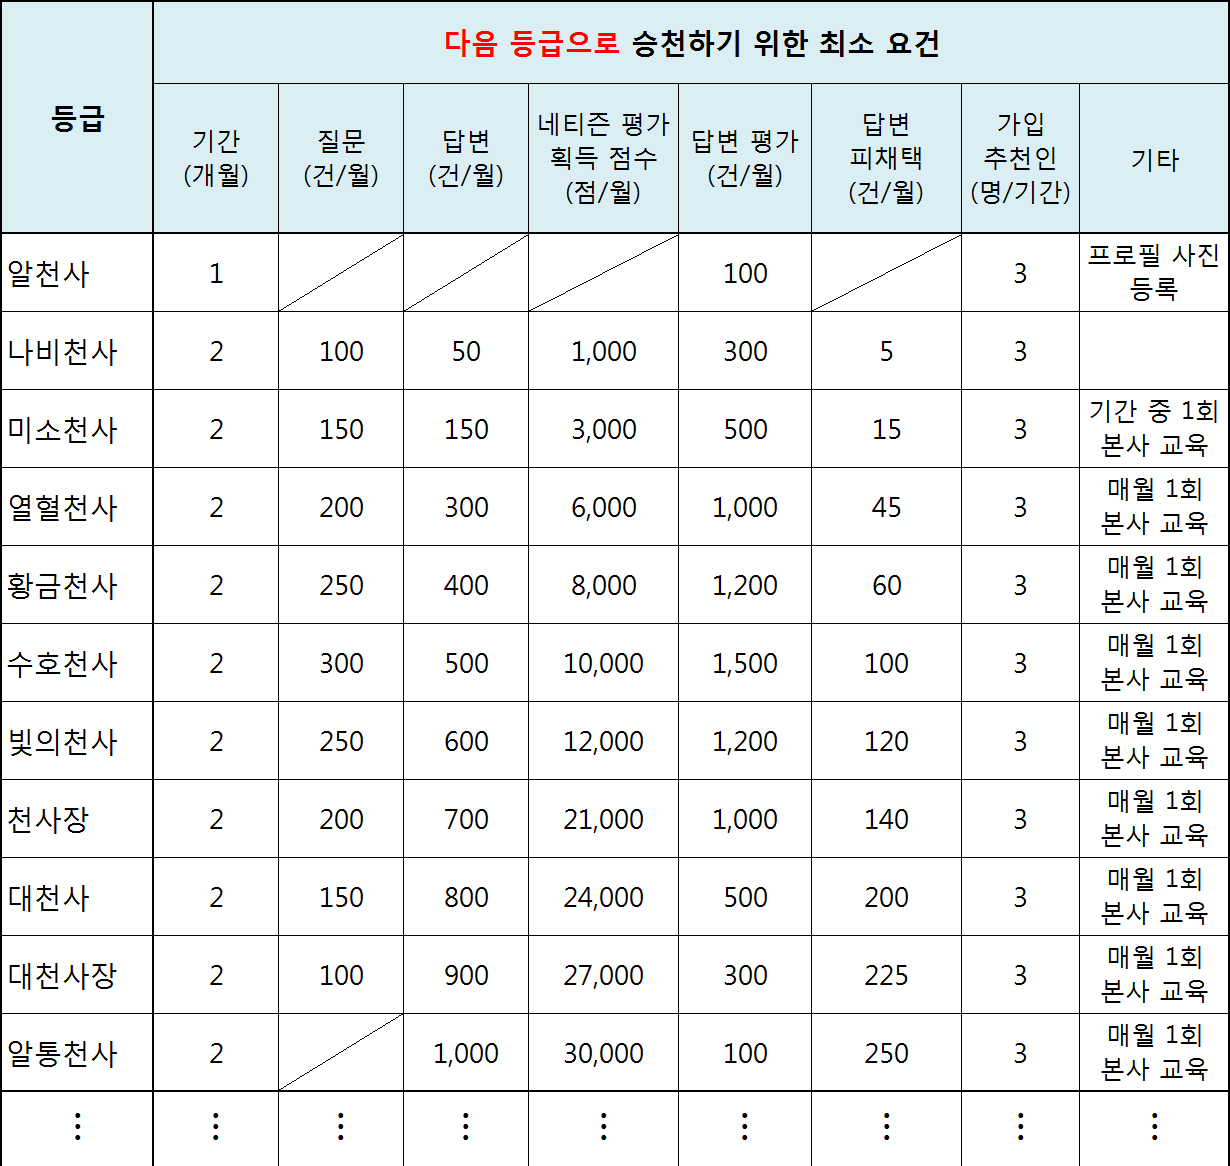 등급
다음 등급으로 승천하기 위한 최소 요건
기간
(개월)
질문
(건/월)
답변
(건/월)
네티즌 평가
획득 점수
(점/월)
답변 평가
(건/월)
답변
피채택
(건/월)
가입
추천인
(명/기간)
기타
알천사 1 100 3 프로필 사진
등록
나비천사 2 100 50 1,000 300 5 3
미소천사 2 150 150 3,000 500 15 3 기간 중 1회
본사 교육
열혈천사 2 200 300 6,000 1,000 45 3 매월 1회
본사 교육
황금천사 2 250 400 8,000 1,200 60 3 매월 1회
본사 교육
수호천사 2 300 500 10,000 1,500 100 3 매월 1회
본사 교육
빛의천사 2 250 600 12,000 1,200 120 3 매월 1회
본사 교육
천사장 2 200 700 21,000 1,000 140 3 매월 1회
본사 교육
대천사 2 150 800 24,000 500 200 3 매월 1회
본사 교육
대천사장 2 100 900 27,000 300 225 3 매월 1회
본사 교육
알통천사 2 1,000 30,000 100 250 3 매월 1회
본사 교육
⋮ ⋮ ⋮ ⋮ ⋮ ⋮ ⋮ ⋮ ⋮